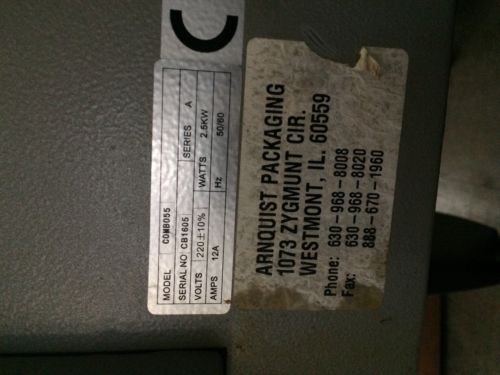 C
MODEL COMBO55
SERIAL NO: CB1605 SERIES A
VOLTS 220±10% WATTS 2.5KW
AMPS 12A Hz 50/60
ARNQUIST PACKAGING
1073 ZYGMUNT CIR.
WESTMONT, IL. 60559
Phone: 630-968-8008
Fax: 630-968-8020
888-670-1960